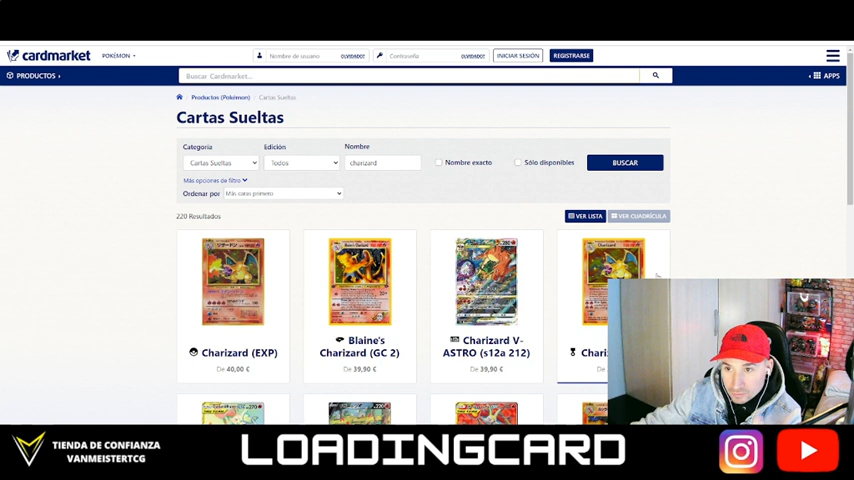 cardmarket
POKÉMON
Nombre de usuario
¿OLVIDADO?
Contraseña
¿OLVIDADO?
INICIAR SESIÓN
REGISTRARSE
PRODUCTOS
Buscar Cardmarket...
APPS
Productos (Pokémon) / Cartas Sueltas
Cartas Sueltas
Categoría
Edición
Nombre
Cartas Sueltas
Todos
charizard
Nombre exacto
Sólo disponibles
BUSCAR
Más opciones de filtro
Ordenar por
Más caras primero
220 Resultados
VER LISTA
VER CUADRÍCULA
Charizard (EXP)
De 40,00 €
Blaine's
Charizard (GC 2)
De 39,90 €
Charizard V-
ASTRO (s12a 212)
De 39,90 €
TIENDA DE CONFIANZA
VANMEISTERTCG
LOADINGCARD